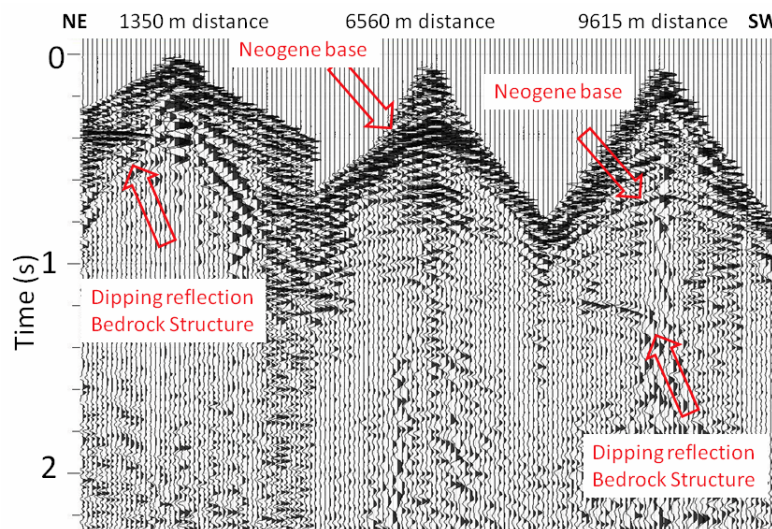 NE 1350 m distance 6560 m distance 9615 m distance SW
0
Neogene base
Neogene base
1
Dipping reflection
Bedrock Structure
Time (s)
2
Dipping reflection
Bedrock Structure